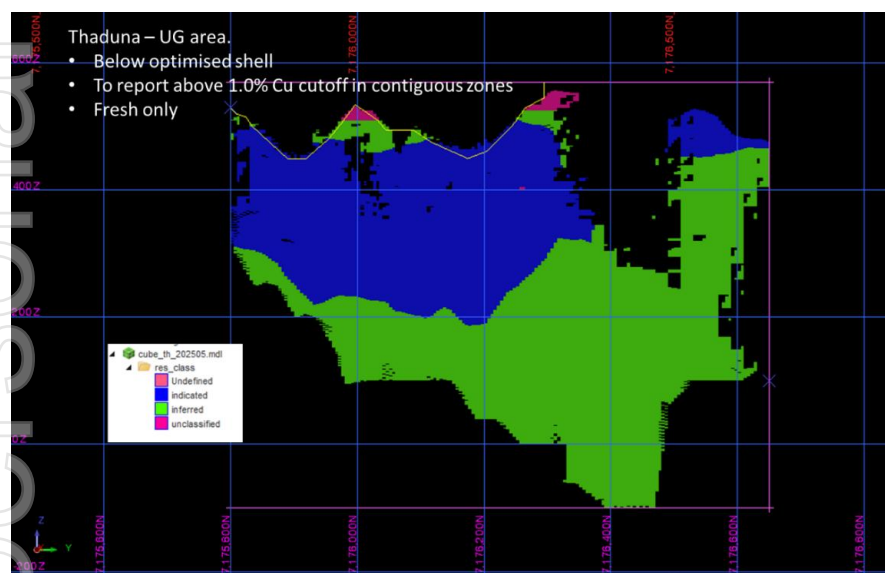 Thaduna – UG area.
• Below optimised shell
• To report above 1.0% Cu cutoff in contiguous zones
• Fresh only
7,175,500N
7,176,000N
7,176,500N
600Z
400Z
200Z
0Z
-200Z
cube_th_202505.mdl
res_class
Undefined
indicated
inferred
unclassified
Z
Y
7,175,600N
7,175,800N
7,176,000N
7,176,200N
7,176,400N
7,176,600N